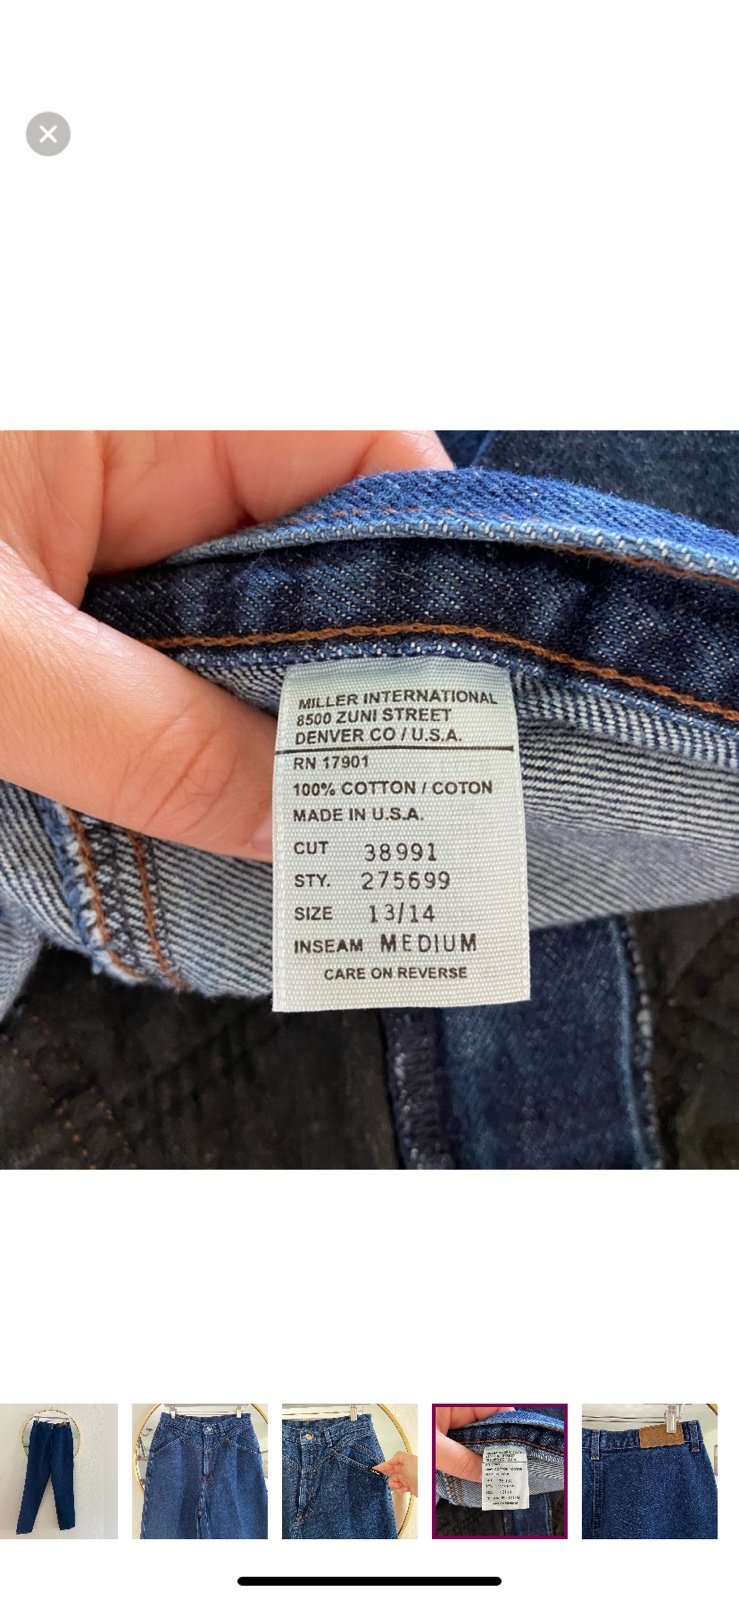 MILLER INTERNATIONAL
8500 ZUNI STREET
DENVER CO / U.S.A.
RN 17901
100% COTTON / COTON
MADE IN U.S.A.
CUT 38991
STY. 275699
SIZE 13/14
INSEAM MEDIUM
CARE ON REVERSE